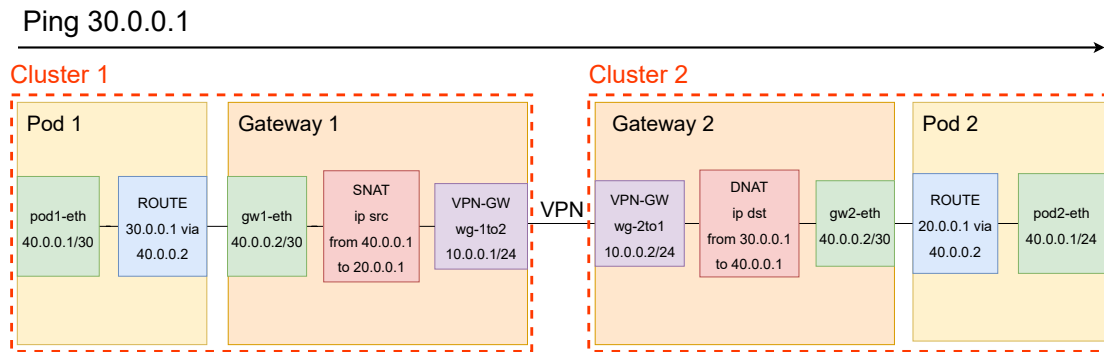 Ping 30.0.0.1
Cluster 1
Cluster 2
Pod 1
Gateway 1
Gateway 2
Pod 2
pod1-eth
40.0.0.1/30
ROUTE
30.0.0.1 via
40.0.0.2
gw1-eth
40.0.0.2/30
SNAT
ip src
from 40.0.0.1
to 20.0.0.1
VPN-GW
wg-1to2
10.0.0.1/24
VPN
VPN-GW
wg-2to1
10.0.0.2/24
DNAT
ip dst
from 30.0.0.1
to 40.0.0.1
gw2-eth
40.0.0.2/30
ROUTE
20.0.0.1 via
40.0.0.2
pod2-eth
40.0.0.1/24